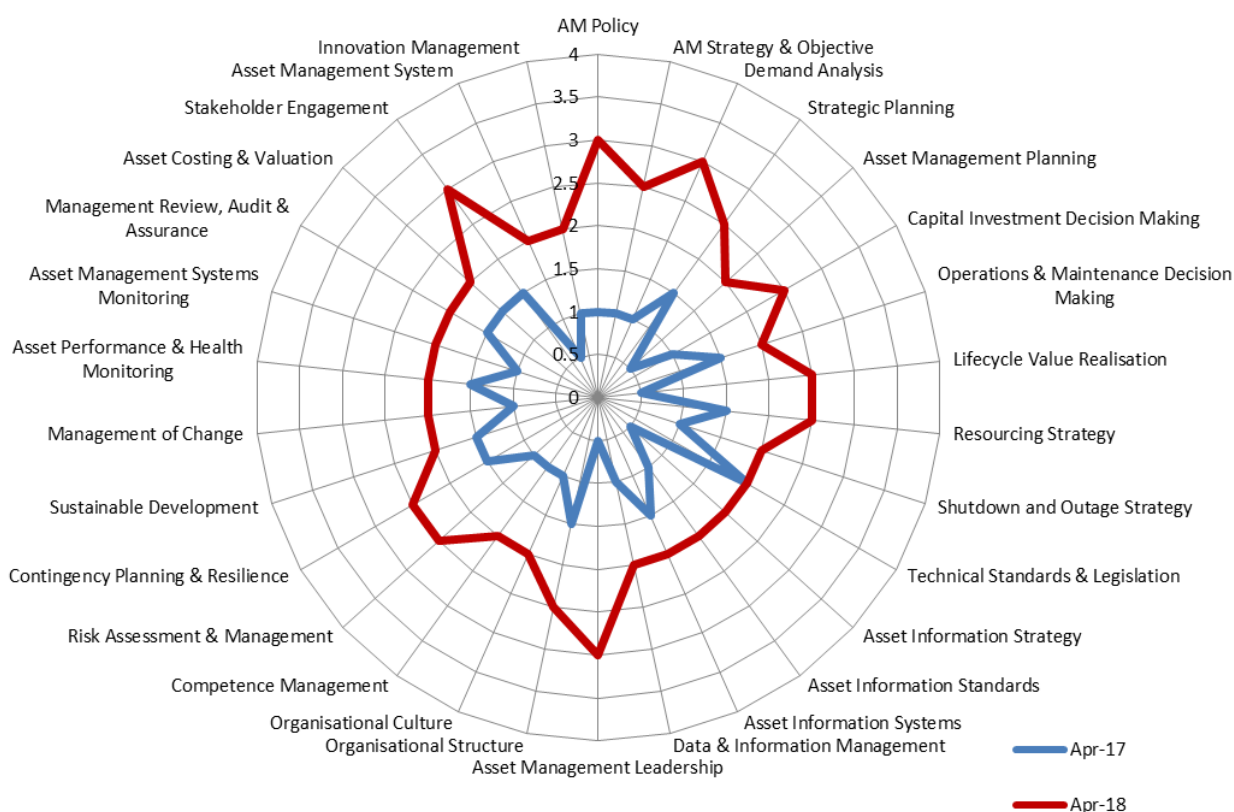 AM Policy
AM Strategy & Objective
Demand Analysis
Strategic Planning
Asset Management Planning
Capital Investment Decision Making
Operations & Maintenance Decision
Making
Lifecycle Value Realisation
Resourcing Strategy
Shutdown and Outage Strategy
Technical Standards & Legislation
Asset Information Strategy
Asset Information Standards
Asset Information Systems
Data & Information Management
Asset Management Leadership
Organisational Structure
Organisational Culture
Competence Management
Risk Assessment & Management
Contingency Planning & Resilience
Sustainable Development
Management of Change
Asset Performance & Health
Monitoring
Asset Management Systems
Monitoring
Management Review, Audit &
Assurance
Asset Costing & Valuation
Stakeholder Engagement
Asset Management System
Innovation Management
4
3.5
3
2.5
2
1.5
1
0.5
0
Apr-17
Apr-18